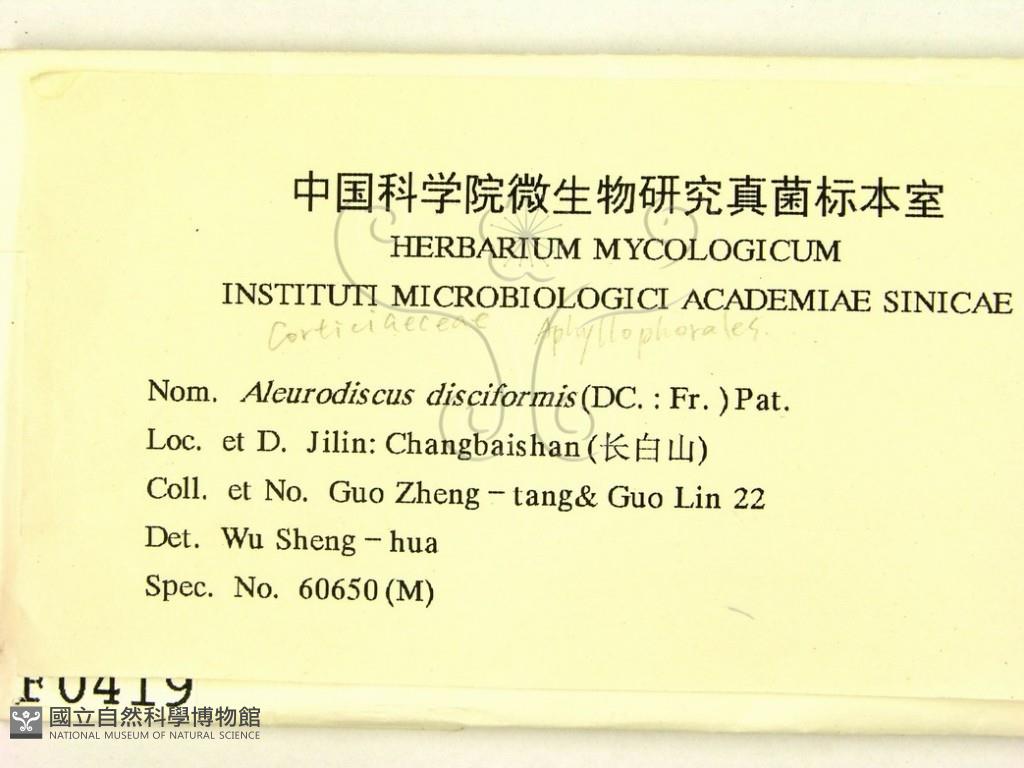 中国科学院微生物研究真菌标本室
HERBARIUM MYCOLOGICUM
INSTITUTI MICROBIOLOGICI ACADEMIAE SINICAE
Corticiaeceae Aphyllophorales.
Nom. Aleurodiscus disciformis (DC. : Fr. ) Pat.
Loc. et D. Jilin: Changbaishan (长白山)
Coll. et No. Guo Zheng-tang& Guo Lin 22
Det. Wu Sheng-hua
Spec. No. 60650 (M)
F0419
國立自然科學博物館
NATIONAL MUSEUM OF NATURAL SCIENCE